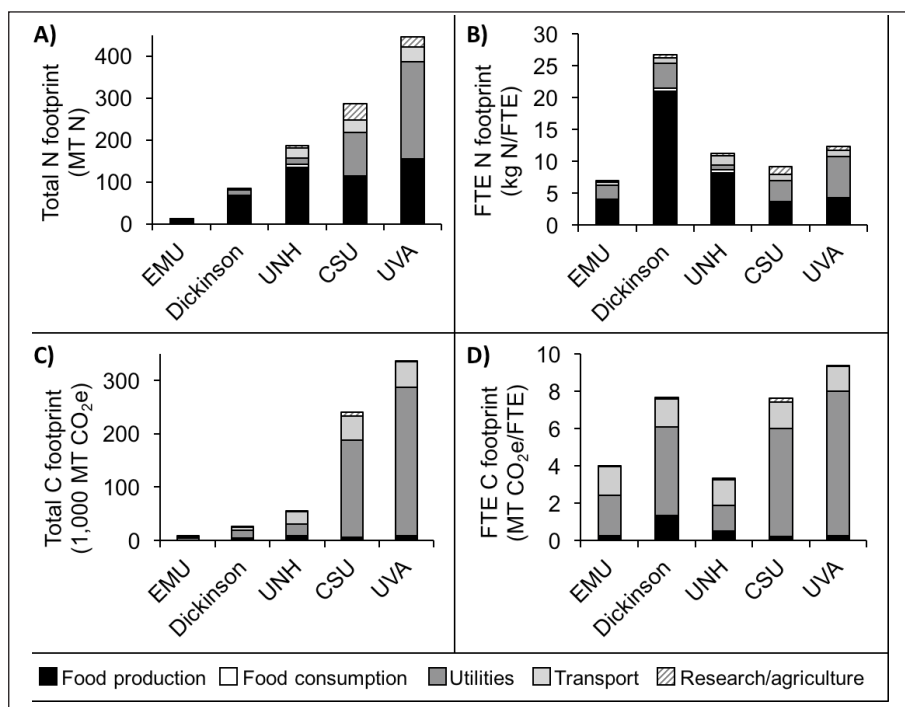 A)
Total N footprint
(MT N)
400
300
200
100
0
EMU
Dickinson
UNH
CSU
UVA
B)
FTE N footprint
(kg N/FTE)
30
25
20
15
10
5
0
EMU
Dickinson
UNH
CSU
UVA
C)
Total C footprint
(1,000 MT CO₂e)
300
200
100
0
EMU
Dickinson
UNH
CSU
UVA
D)
FTE C footprint
(MT CO₂e/FTE)
10
8
6
4
2
0
EMU
Dickinson
UNH
CSU
UVA
Food production Food consumption Utilities Transport Research/agriculture